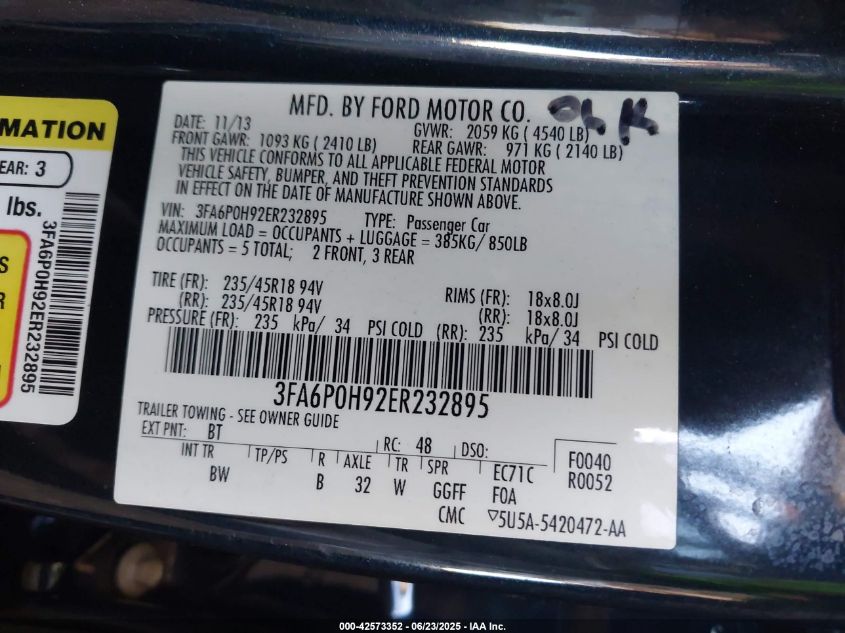 MATION
EAR: 3
lbs.
S
R
3FA6P0H92ER232895
MFD. BY FORD MOTOR CO.
DATE: 11/13 GVWR: 2059 KG ( 4540 LB)
FRONT GAWR: 1093 KG ( 2410 LB) REAR GAWR: 971 KG ( 2140 LB)
THIS VEHICLE CONFORMS TO ALL APPLICABLE FEDERAL MOTOR
VEHICLE SAFETY, BUMPER, AND THEFT PREVENTION STANDARDS
IN EFFECT ON THE DATE OF MANUFACTURE SHOWN ABOVE.
VIN: 3FA6P0H92ER232895 TYPE: Passenger Car
MAXIMUM LOAD = OCCUPANTS + LUGGAGE = 385KG/ 850LB
OCCUPANTS = 5 TOTAL; 2 FRONT, 3 REAR
TIRE (FR): 235/45R18 94V RIMS (FR): 18x8.0J
(RR): 235/45R18 94V (RR): 18x8.0J
PRESSURE (FR): 235 kPa/ 34 PSI COLD (RR): 235 kPa/ 34 PSI COLD
3FA6P0H92ER232895
TRAILER TOWING - SEE OWNER GUIDE
EXT PNT: BT RC: 48 DSO: F0040
INT TR TP/PS R AXLE TR SPR EC71C R0052
BW B 32 W GGFF F0A
CMC ▽5U5A-5420472-AA
000-42573352 | 06/23/2025 - IAA Inc.